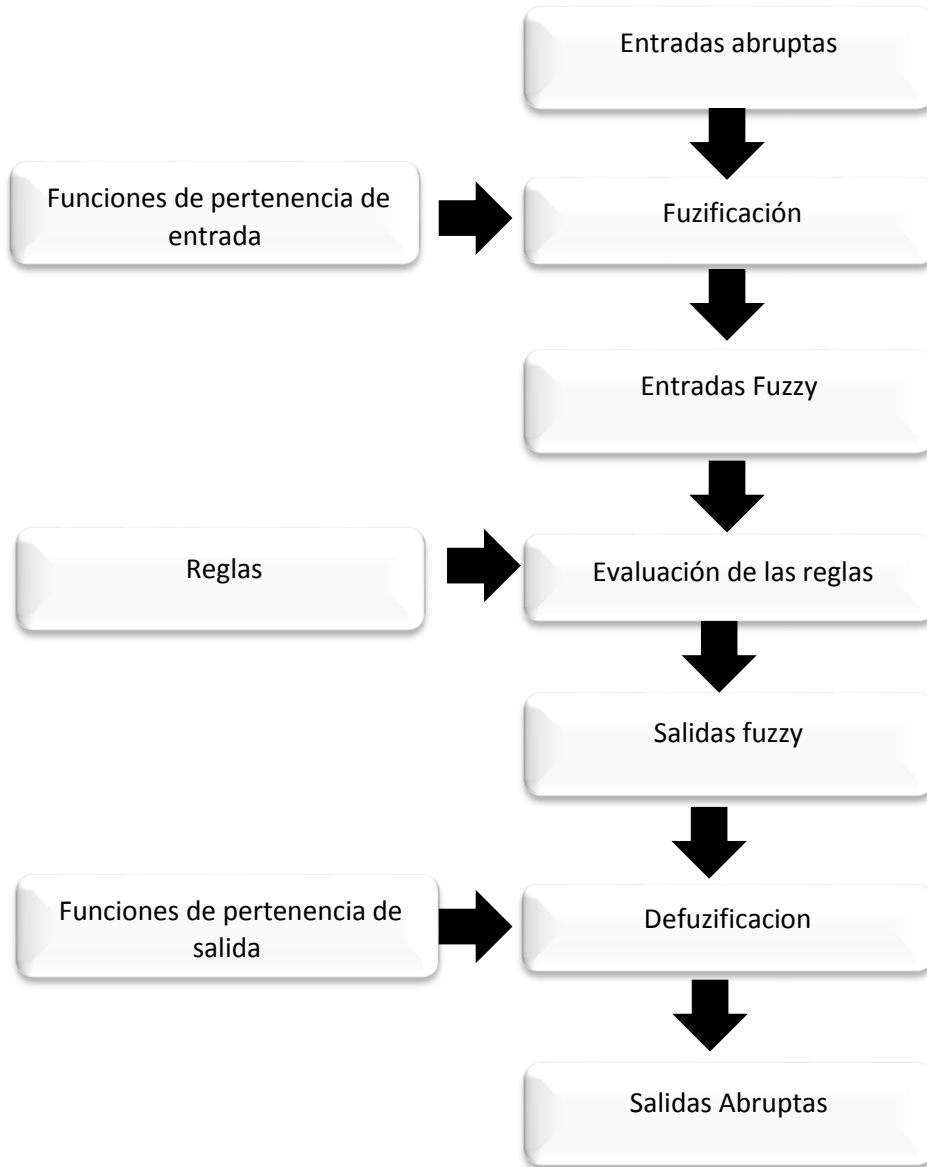 Entradas abruptas
Funciones de pertenencia de
entrada
Fuzificación
Entradas Fuzzy
Reglas
Evaluación de las reglas
Salidas fuzzy
Funciones de pertenencia de
salida
Defuzificacion
Salidas Abruptas